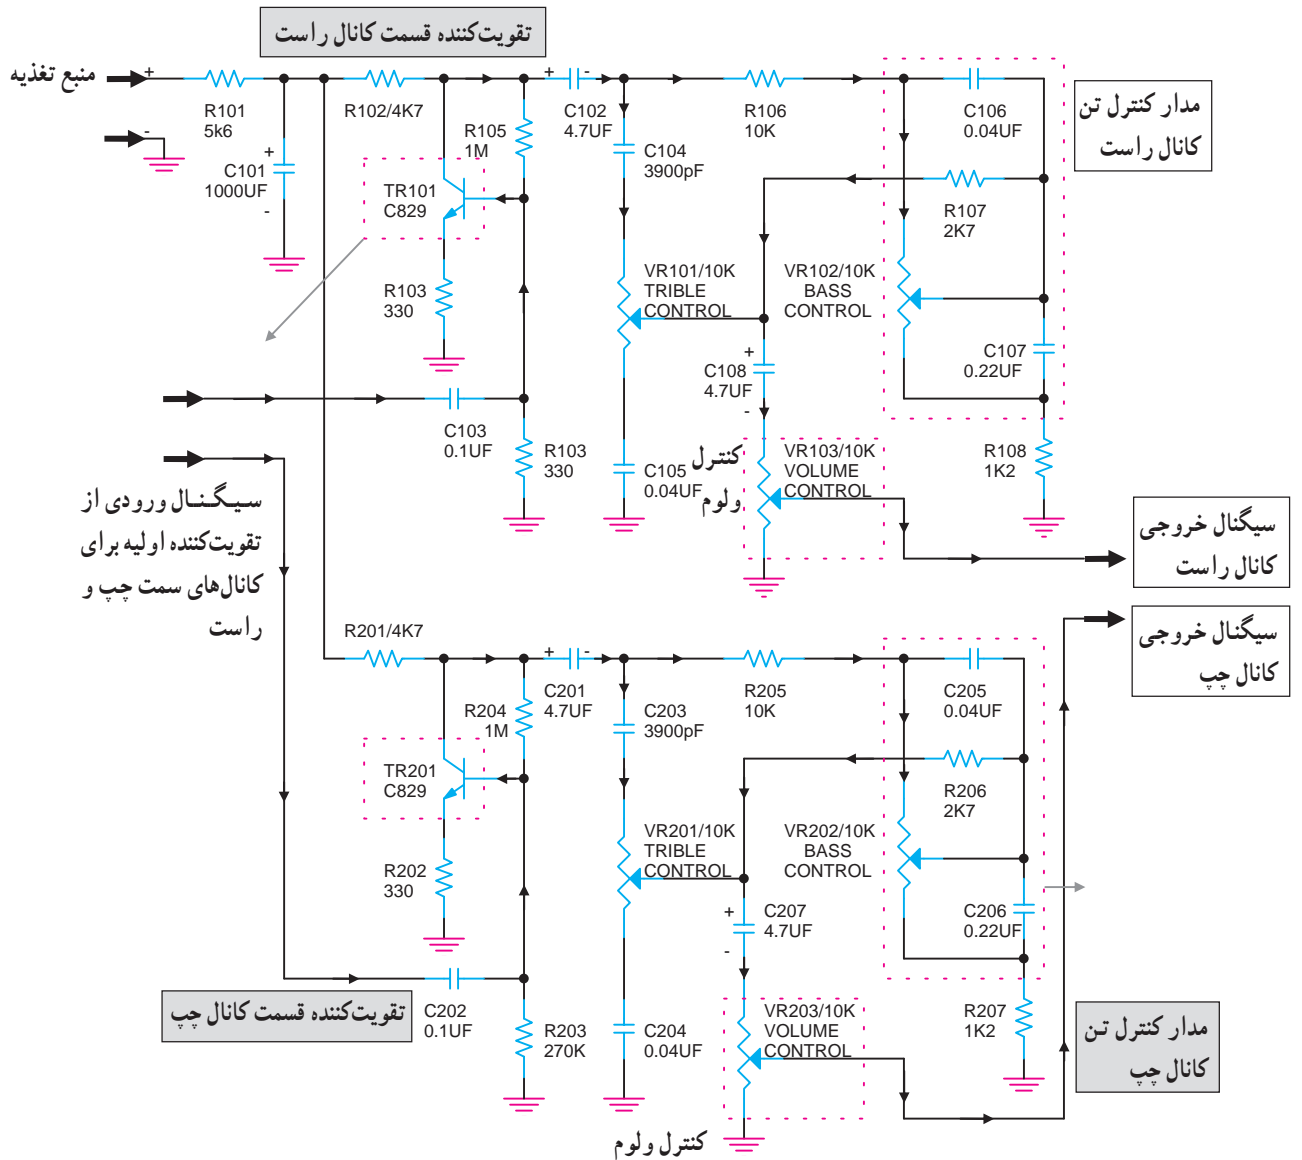 تقویت‌کننده قسمت کانال راست
منبع تغذیه
+
-
R101
5k6
R102/4K7
C101
1000UF
+
-
R105
1M
+
-
C102
4.7UF
C104
3900pF
R106
10K
C106
0.04UF
مدار کنترل تن
کانال راست
TR101
C829
R107
2K7
R103
330
VR101/10K
TRIBLE
CONTROL
VR102/10K
BASS
CONTROL
+
C108
4.7UF
-
C107
0.22UF
C103
0.1UF
R103
330
C105
0.04UF
کنترل
ولوم
VR103/10K
VOLUME
CONTROL
R108
1K2
سیگنال ورودی از
تقویت‌کننده اولیه برای
کانال‌های سمت چپ و
راست
سیگنال خروجی
کانال راست
سیگنال خروجی
کانال چپ
R201/4K7
R204
1M
+
-
C201
4.7UF
C203
3900pF
R205
10K
C205
0.04UF
TR201
C829
R206
2K7
R202
330
VR201/10K
TRIBLE
CONTROL
VR202/10K
BASS
CONTROL
+
C207
4.7UF
-
C206
0.22UF
تقویت‌کننده قسمت کانال چپ
C202
0.1UF
R203
270K
C204
0.04UF
VR203/10K
VOLUME
CONTROL
R207
1K2
مدار کنترل تن
کانال چپ
کنترل ولوم